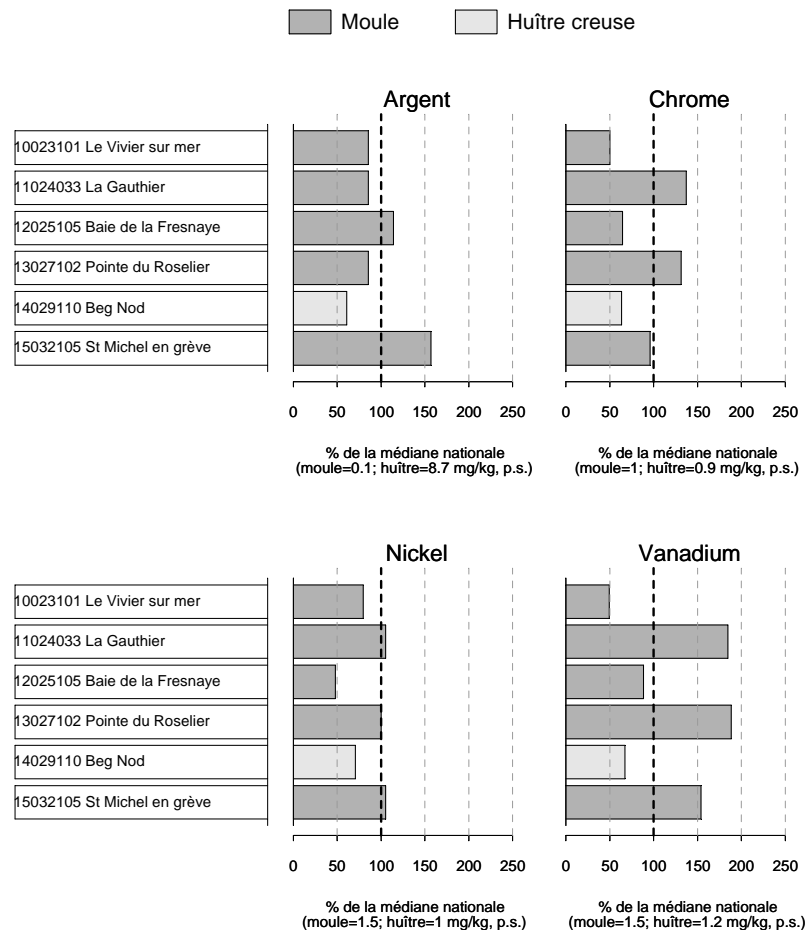 Moule Huître creuse
Argent Chrome
10023101 Le Vivier sur mer
11024033 La Gauthier
12025105 Baie de la Fresnaye
13027102 Pointe du Roselier
14029110 Beg Nod
15032105 St Michel en grève
0 50 100 150 200 250 0 50 100 150 200 250
% de la médiane nationale % de la médiane nationale
(moule=0.1; huître=8.7 mg/kg, p.s.) (moule=1; huître=0.9 mg/kg, p.s.)
Nickel Vanadium
10023101 Le Vivier sur mer
11024033 La Gauthier
12025105 Baie de la Fresnaye
13027102 Pointe du Roselier
14029110 Beg Nod
15032105 St Michel en grève
0 50 100 150 200 250 0 50 100 150 200 250
% de la médiane nationale % de la médiane nationale
(moule=1.5; huître=1 mg/kg, p.s.) (moule=1.5; huître=1.2 mg/kg, p.s.)